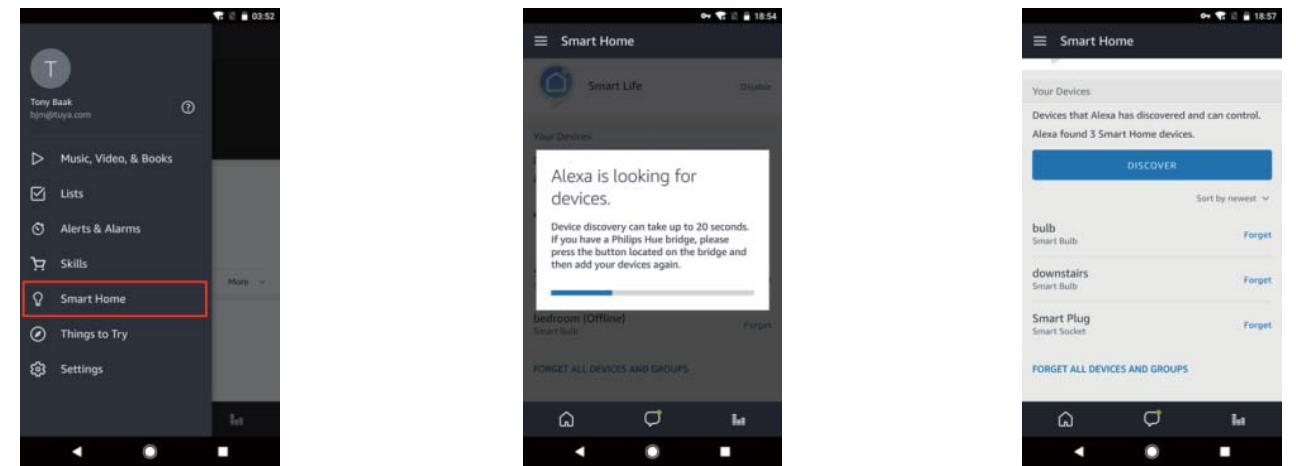 03:52
T
Tony Baak
bjm@tuya.com
Music, Video, & Books
Lists
Alerts & Alarms
Skills
More
Smart Home
Things to Try
Settings
18:54
Smart Home
Smart Life
Disable
Your Devices
Alexa is looking for
devices.
Device discovery can take up to 20 seconds.
If you have a Philips Hue bridge, please
press the button located on the bridge and
then add your devices again.
bedroom (Offline)
Smart Bulb
Forget
FORGET ALL DEVICES AND GROUPS
18:57
Smart Home
Your Devices
Devices that Alexa has discovered and can control.
Alexa found 3 Smart Home devices.
DISCOVER
Sort by newest
bulb
Smart Bulb
Forget
downstairs
Smart Bulb
Forget
Smart Plug
Smart Socket
Forget
FORGET ALL DEVICES AND GROUPS